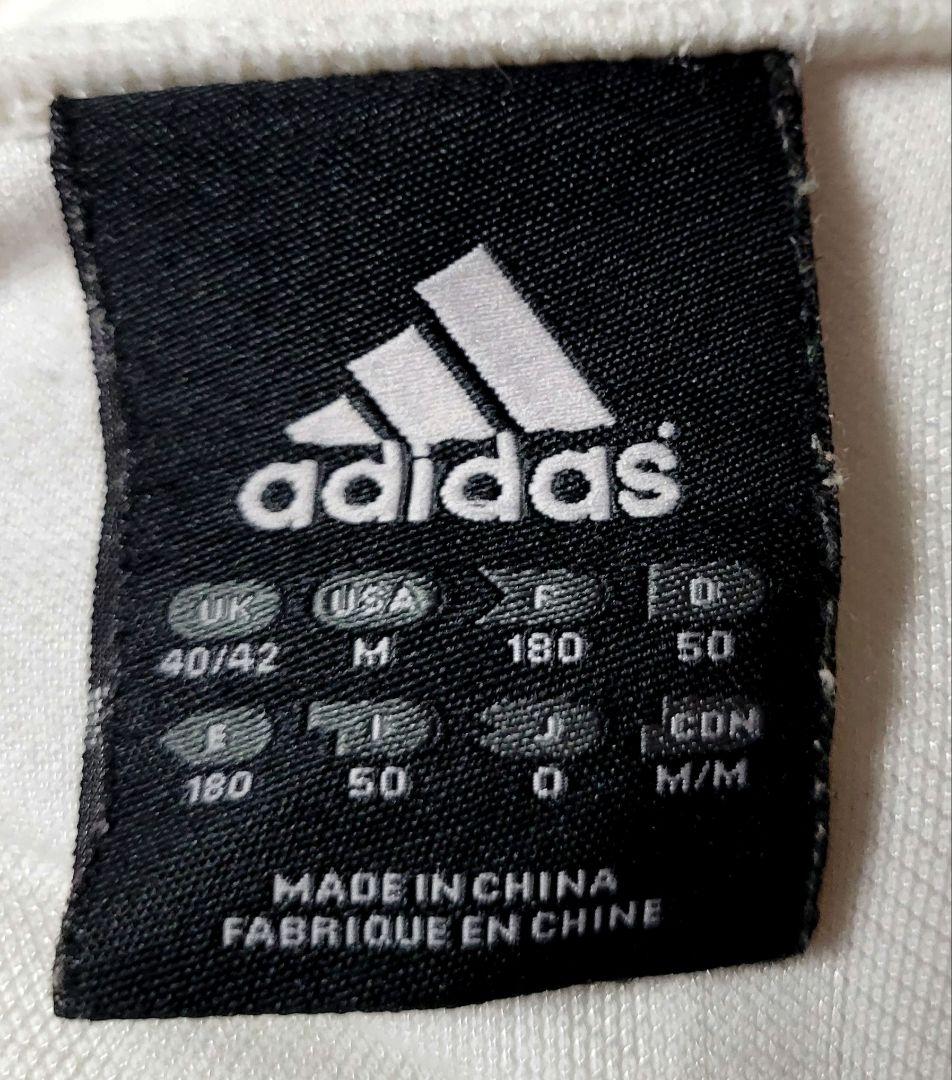 adidas
UK USA F D
40/42 M 180 50
E I J CDN
180 50 O M/M
MADE IN CHINA
FABRIQUE EN CHINE